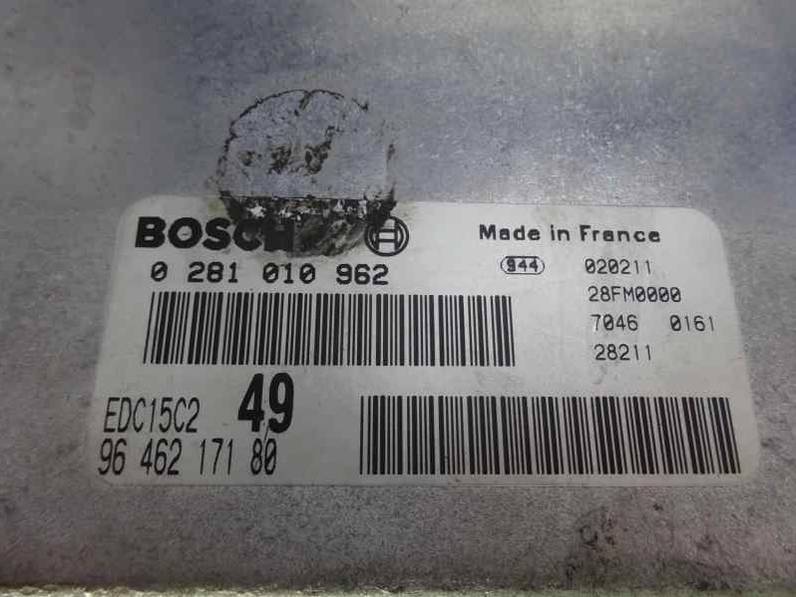 BOSCH
Made in France
0 281 010 962
944
020211
28FM0000
7046 0161
28211
EDC15C2 49
96 462 171 80